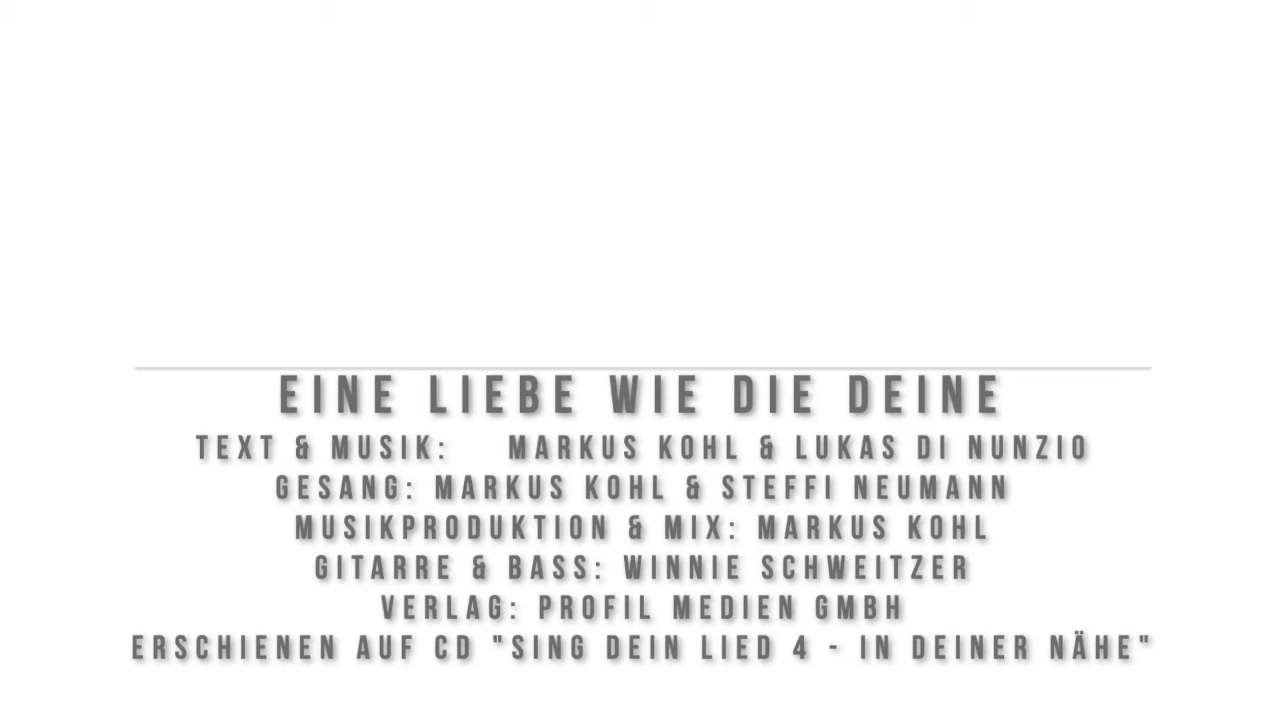 EINE LIEBE WIE DIE DEINE
TEXT & MUSIK: MARKUS KOHL & LUKAS DI NUNZIO
GESANG: MARKUS KOHL & STEFFI NEUMANN
MUSIKPRODUKTION & MIX: MARKUS KOHL
GITARRE & BASS: WINNIE SCHWEITZER
VERLAG: PROFIL MEDIEN GMBH
ERSCHIENEN AUF CD "SING DEIN LIED 4 - IN DEINER NÄHE"